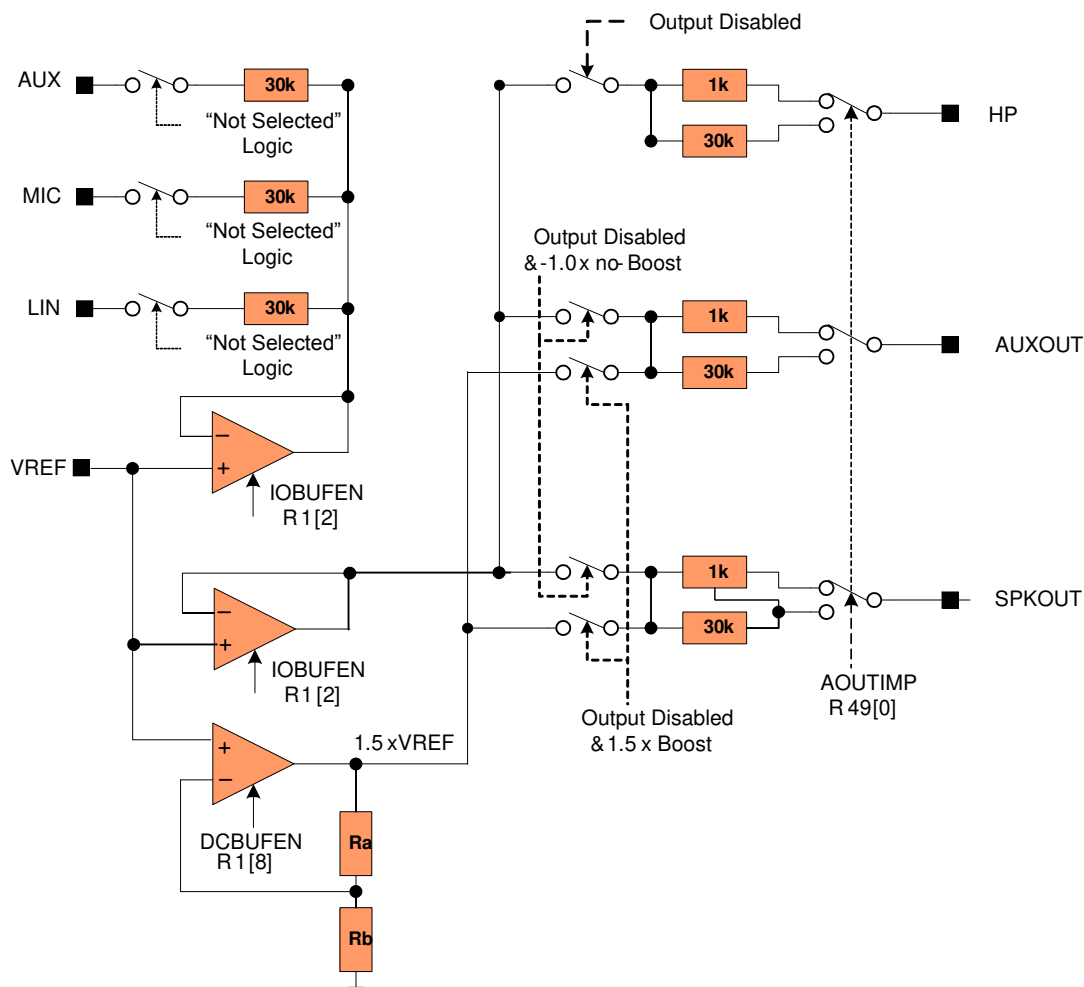 Output Disabled
AUX
30k
"Not Selected"
Logic
1k
30k
HP
MIC
30k
"Not Selected"
Logic
Output Disabled
& -1.0 x no- Boost
LIN
30k
"Not Selected"
Logic
1k
30k
AUXOUT
VREF
−
+
IOBUFEN
R 1 [2]
−
+
IOBUFEN
R 1 [2]
1k
30k
SPKOUT
AOUTIMP
R 49[0]
Output Disabled
& 1.5 x Boost
1.5 xVREF
+
−
DCBUFEN
R 1 [8]
Ra
Rb